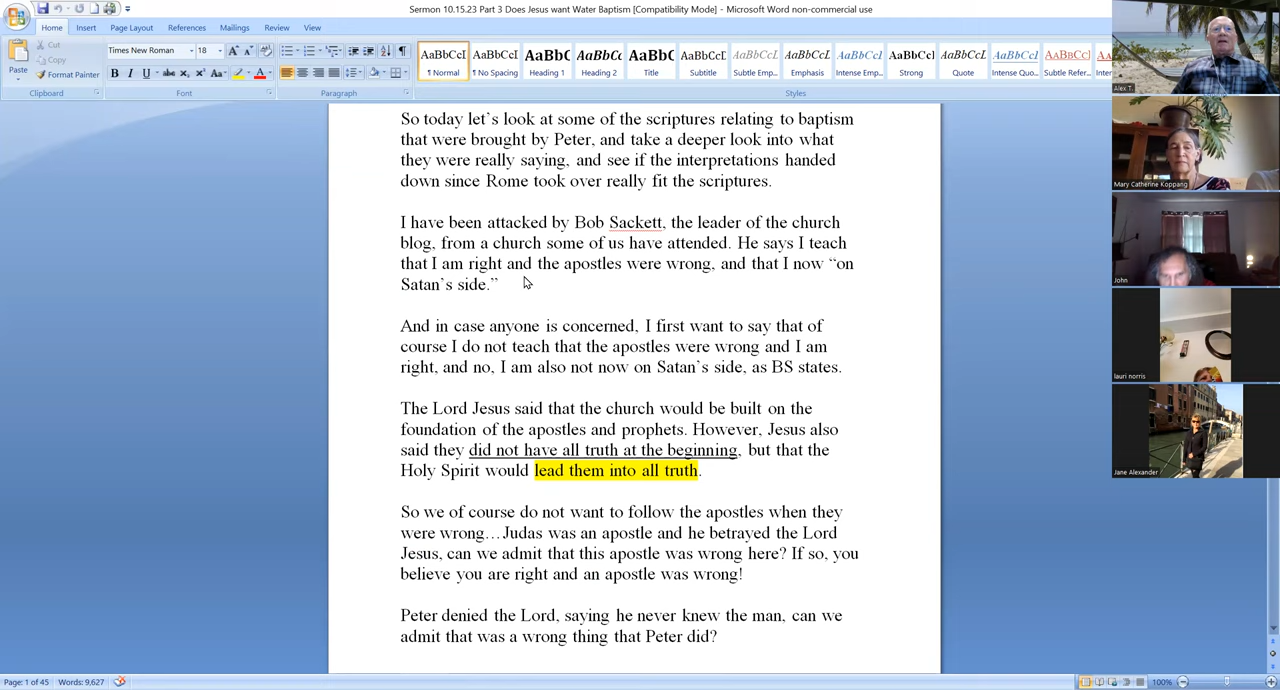 Sermon 10.15.23 Part 3 Does Jesus want Water Baptism [Compatibility Mode] - Microsoft Word non-commercial use
Home Insert Page Layout References Mailings Review View
Cut
Copy
Format Painter
Paste
Times New Roman 18
AaBbCcI AaBbCcI AaBbC AaBbCc AaBbC AaBbCcI AaBbCcI AaBbCcI AaBbCcI AaBbCcI AaBbCcI AaBbCcI AaBbCcI
¶ Normal ¶ No Spacing Heading 1 Heading 2 Title Subtitle Subtle Emp... Emphasis Intense Emp... Strong Quote Intense Quo... Subtle Refer...
Clipboard Font Paragraph Styles
So today let's look at some of the scriptures relating to baptism
that were brought by Peter, and take a deeper look into what
they were really saying, and see if the interpretations handed
down since Rome took over really fit the scriptures.
I have been attacked by Bob Sackett, the leader of the church
blog, from a church some of us have attended. He says I teach
that I am right and the apostles were wrong, and that I now “on
Satan's side.”
And in case anyone is concerned, I first want to say that of
course I do not teach that the apostles were wrong and I am
right, and no, I am also not now on Satan's side, as BS states.
The Lord Jesus said that the church would be built on the
foundation of the apostles and prophets. However, Jesus also
said they did not have all truth at the beginning, but that the
Holy Spirit would lead them into all truth.
So we of course do not want to follow the apostles when they
were wrong…Judas was an apostle and he betrayed the Lord
Jesus, can we admit that this apostle was wrong here? If so, you
believe you are right and an apostle was wrong!
Peter denied the Lord, saying he never knew the man, can we
admit that was a wrong thing that Peter did?
Alex T.
Mary Catherine Koppang
John
lauri norris
Jane Alexander
Page: 1 of 45 Words: 9,627 100%